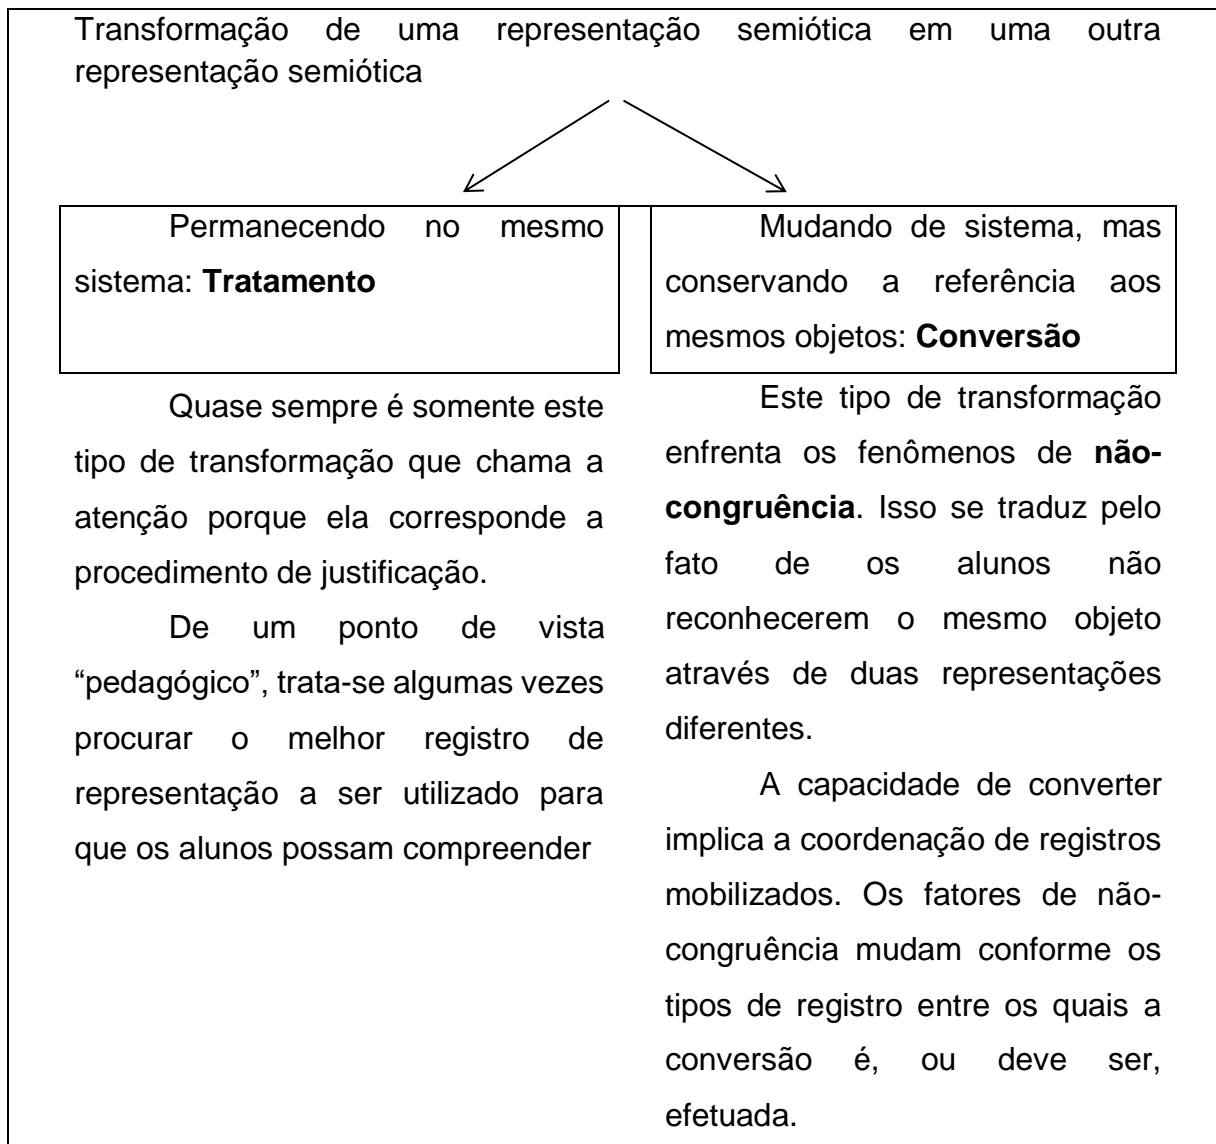 Transformação de uma representação semiótica em uma outra
representação semiótica
Permanecendo no mesmo
sistema: Tratamento
Quase sempre é somente este
tipo de transformação que chama a
atenção porque ela corresponde a
procedimento de justificação.
De um ponto de vista
“pedagógico”, trata-se algumas vezes
procurar o melhor registro de
representação a ser utilizado para
que os alunos possam compreender
Mudando de sistema, mas
conservando a referência aos
mesmos objetos: Conversão
Este tipo de transformação
enfrenta os fenômenos de não-
congruência. Isso se traduz pelo
fato de os alunos não
reconhecerem o mesmo objeto
através de duas representações
diferentes.
A capacidade de converter
implica a coordenação de registros
mobilizados. Os fatores de não-
congruência mudam conforme os
tipos de registro entre os quais a
conversão é, ou deve ser,
efetuada.